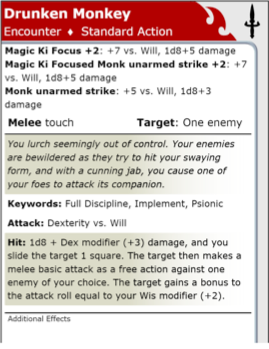 Drunken Monkey
Encounter ♦ Standard Action
Magic Ki Focus +2: +7 vs. Will, 1d8+5 damage
Magic Ki Focused Monk unarmed strike +2: +7
vs. Will, 1d8+5 damage
Monk unarmed strike: +5 vs. Will, 1d8+3
damage
Melee touch Target: One enemy
You lurch seemingly out of control. Your enemies
are bewildered as they try to hit your swaying
form, and with a cunning jab, you cause one of
your foes to attack its companion.
Keywords: Full Discipline, Implement, Psionic
Attack: Dexterity vs. Will
Hit: 1d8 + Dex modifier (+3) damage, and you
slide the target 1 square. The target then makes a
melee basic attack as a free action against one
enemy of your choice. The target gains a bonus to
the attack roll equal to your Wis modifier (+2).
Additional Effects